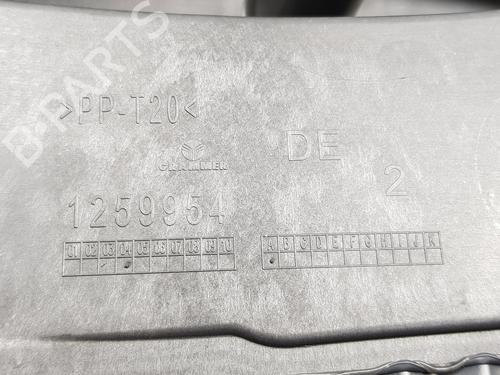 B-PARTS
>PP-T20<
GRAMMER
DE
2
1259954
01 02 03 04 05 06 07 08 09 10
A B C D E F G H I J K